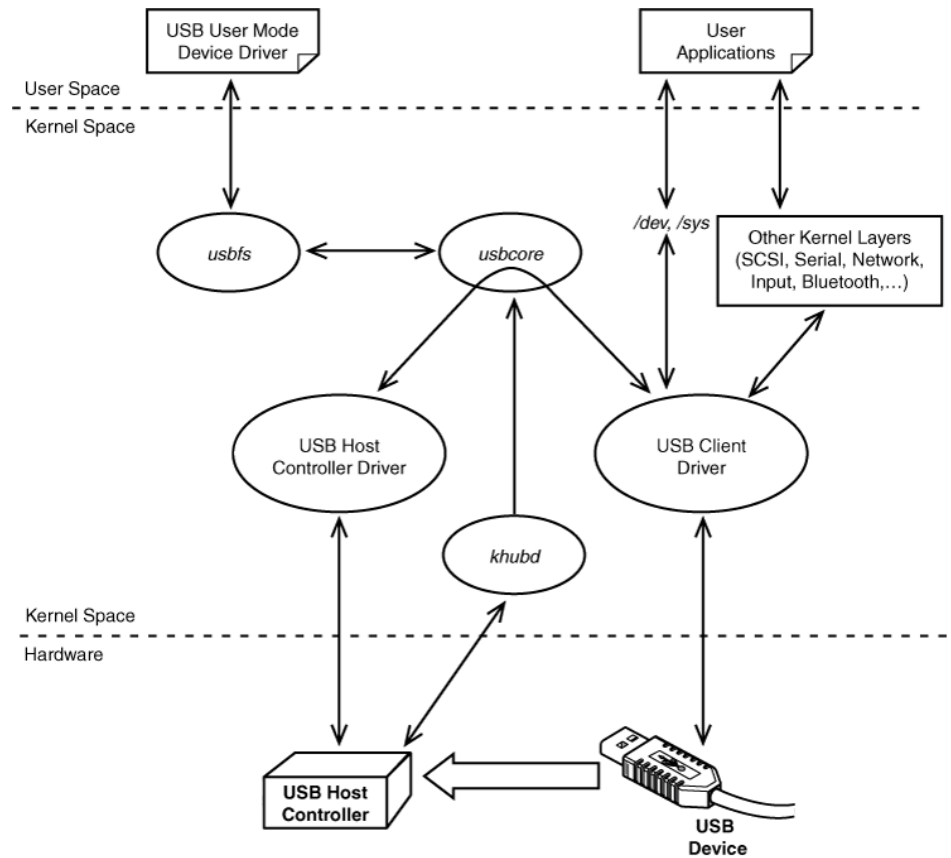 USB User Mode
Device Driver
User
Applications
User Space
Kernel Space
usbfs
usbcore
/dev, /sys
Other Kernel Layers
(SCSI, Serial, Network,
Input, Bluetooth,...)
USB Host
Controller Driver
USB Client
Driver
khubd
Kernel Space
Hardware
USB Host
Controller
USB
Device